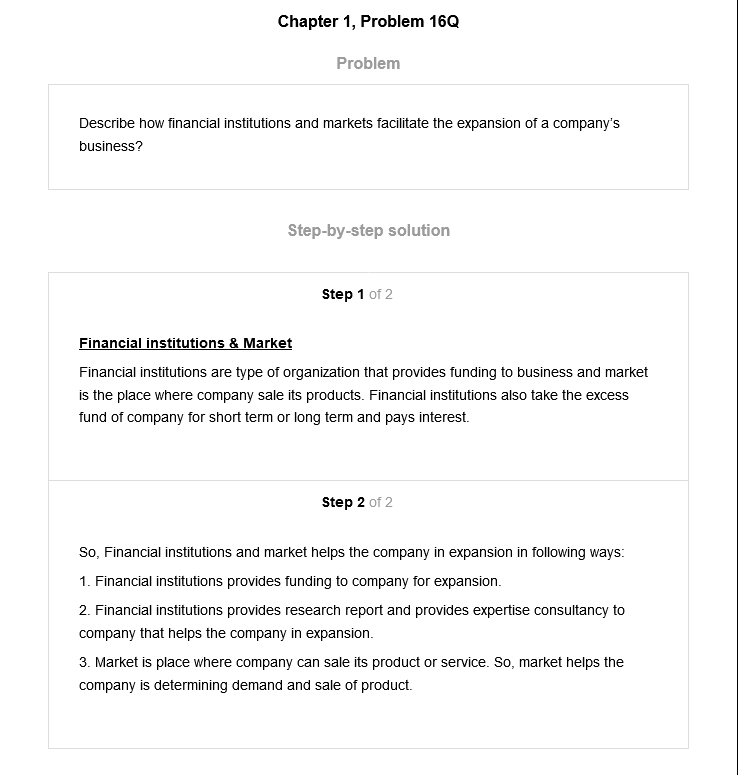 Chapter 1, Problem 16Q
Problem
Describe how financial institutions and markets facilitate the expansion of a company's
business?
Step-by-step solution
Step 1 of 2
Financial institutions & Market
Financial institutions are type of organization that provides funding to business and market
is the place where company sale its products. Financial institutions also take the excess
fund of company for short term or long term and pays interest.
Step 2 of 2
So, Financial institutions and market helps the company in expansion in following ways:
1. Financial institutions provides funding to company for expansion.
2. Financial institutions provides research report and provides expertise consultancy to
company that helps the company in expansion.
3. Market is place where company can sale its product or service. So, market helps the
company is determining demand and sale of product.